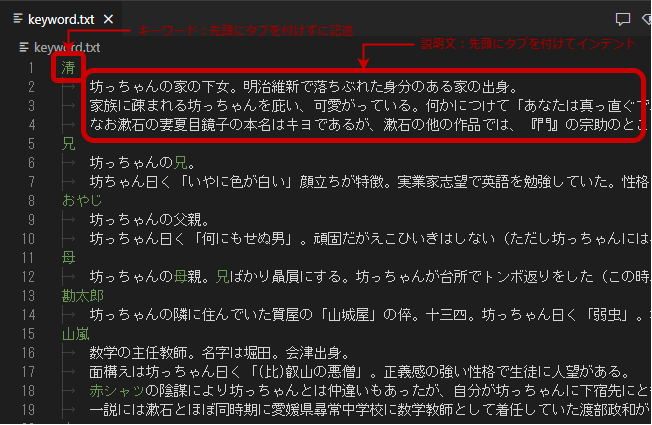 keyword.txt
keyword.txt
キーワード：先頭にタブを付けずに記述
説明文：先頭にタブを付けてインデント
1 清
2 坊っちゃんの家の下女。明治維新で落ちぶれた身分のある家の出身。
3 家族に疎まれる坊っちゃんを庇い、可愛がっている。何かにつけて「あなたは真っ直ぐで
4 なお漱石の妻夏目鏡子の本名はキヨであるが、漱石の他の作品では、『門』の宗助のとこ
5 兄
6 坊っちゃんの兄。
7 坊ちゃん曰く「いやに色が白い」顔立ちが特徴。実業家志望で英語を勉強していた。性格
8 おやじ
9 坊っちゃんの父親。
10 坊っちゃん曰く「何にもせぬ男」。頑固だがえこひいきはしない（ただし坊っちゃんには
11 母
12 坊っちゃんの母親。兄ばかり贔屓にする。坊っちゃんが台所でトンボ返りをした（この時
13 勘太郎
14 坊っちゃんの隣に住んでいた質屋の「山城屋」の倅。十三四。坊っちゃん曰く「弱虫」。
15 山嵐
16 数学の主任教師。名字は堀田。会津出身。
17 面構えは坊っちゃん曰く「(比)叡山の悪僧」。正義感の強い性格で生徒に人望がある。
18 赤シャツの陰謀により坊っちゃんとは仲違いもあったが、自分が坊っちゃんに下宿先にと
19 一説には漱石とほぼ同時期に愛媛県尋常中学校に数学教師として着任していた渡部政和が